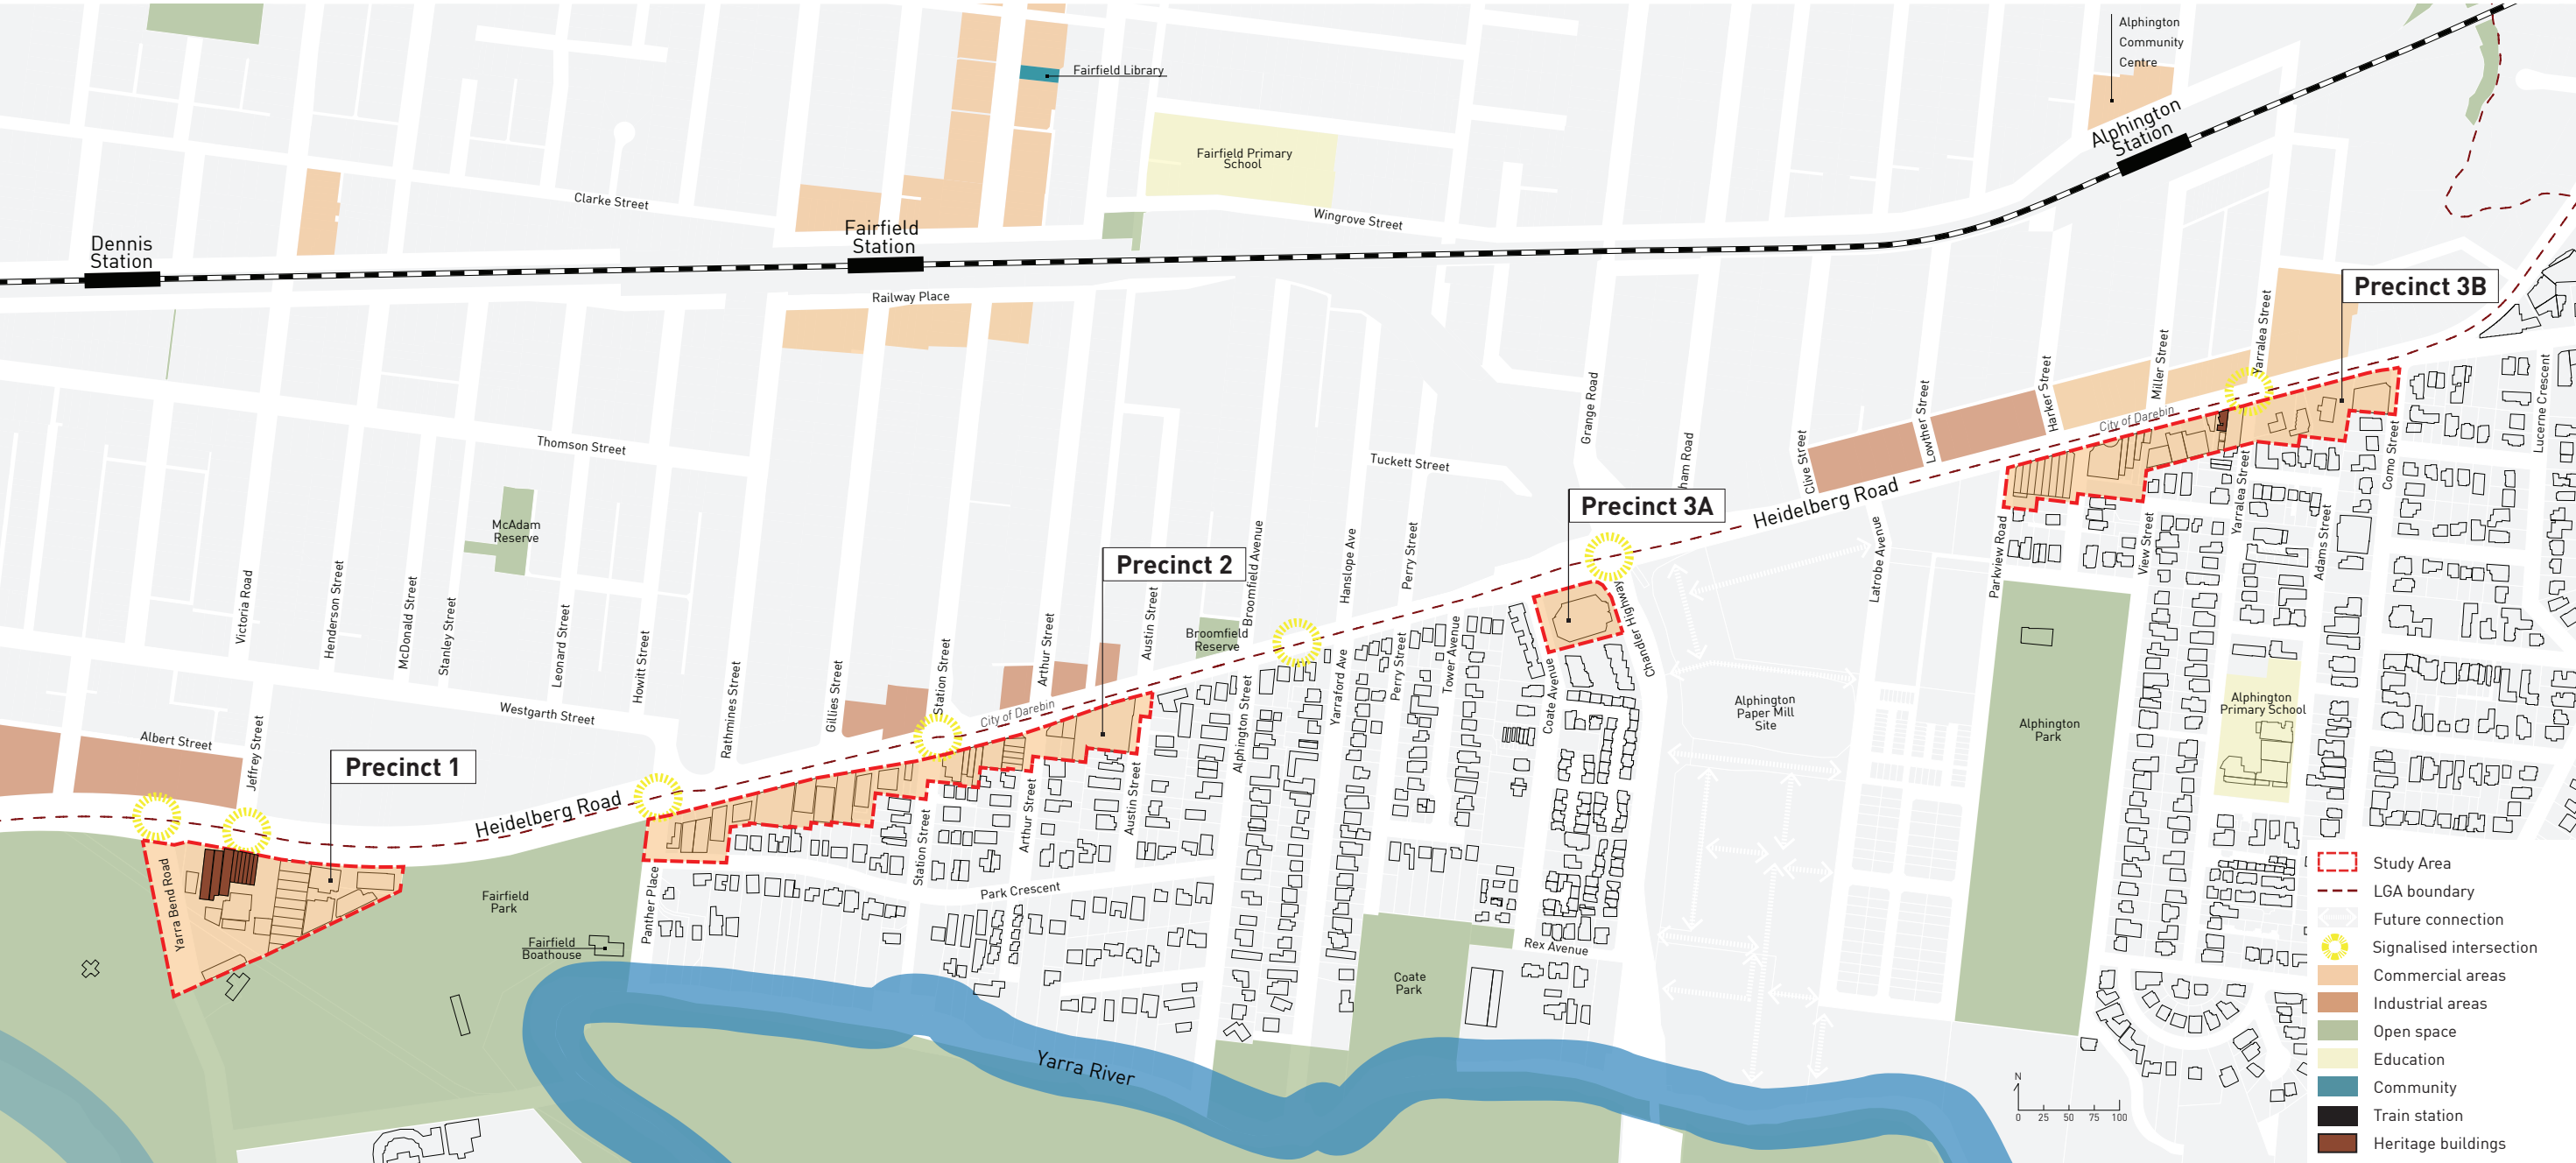 Alphington
Community
Centre
Fairfield Library
Alphington
Station
Fairfield Primary
School
Clarke Street
Wingrove Street
Dennis
Station
Fairfield
Station
Railway Place
Precinct 3B
Yarralea Street
Miller Street
Harker Street
Lowther Street
Clive Street
Grange Road
ham Road
Lucerne Crescent
City of Darebin
Como Street
Thomson Street
Tuckett Street
Heidelberg Road
Precinct 3A
McAdam
Reserve
Yarralea Street
View Street
Adams Street
Parkview Road
Latrobe Avenue
Precinct 2
Broomfield Avenue
Hanslope Ave
Perry Street
Victoria Road
Henderson Street
McDonald Street
Stanley Street
Leonard Street
Howitt Street
Rathmines Street
Gillies Street
Station Street
Arthur Street
Austin Street
Broomfield
Reserve
Chandler Highway
Coate Avenue
Tower Avenue
Perry Street
Yarraford Ave
Alphington Street
City of Darebin
Westgarth Street
Albert Street
Jeffrey Street
Alphington
Paper Mill
Site
Alphington
Park
Alphington
Primary School
Precinct 1
Heidelberg Road
Yarra Bend Road
Fairfield
Park
Fairfield
Boathouse
Panther Place
Station Street
Arthur Street
Austin Street
Park Crescent
Rex Avenue
Coate
Park
Yarra River
N
0 25 50 75 100
Study Area
LGA boundary
Future connection
Signalised intersection
Commercial areas
Industrial areas
Open space
Education
Community
Train station
Heritage buildings